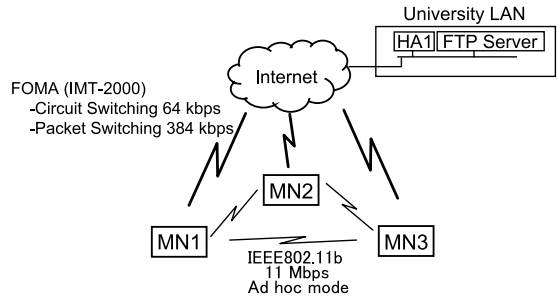 University LAN
HA1 FTP Server
Internet
FOMA (IMT-2000)
-Circuit Switching 64 kbps
-Packet Switching 384 kbps
MN2
MN1
MN3
IEEE802.11b
11 Mbps
Ad hoc mode